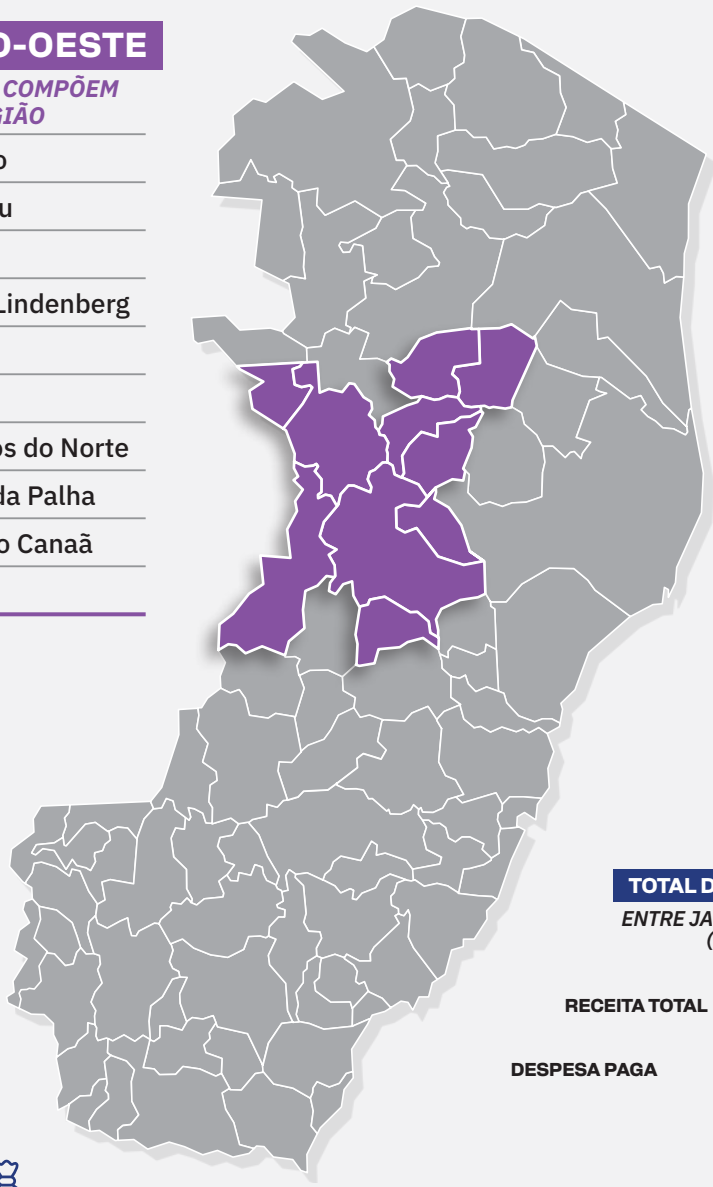 O-OESTE
COMPÕEM
GIÃO
o
u
Lindenberg
os do Norte
da Palha
o Canaã
TOTAL D
ENTRE JA
(
RECEITA TOTAL
DESPESA PAGA